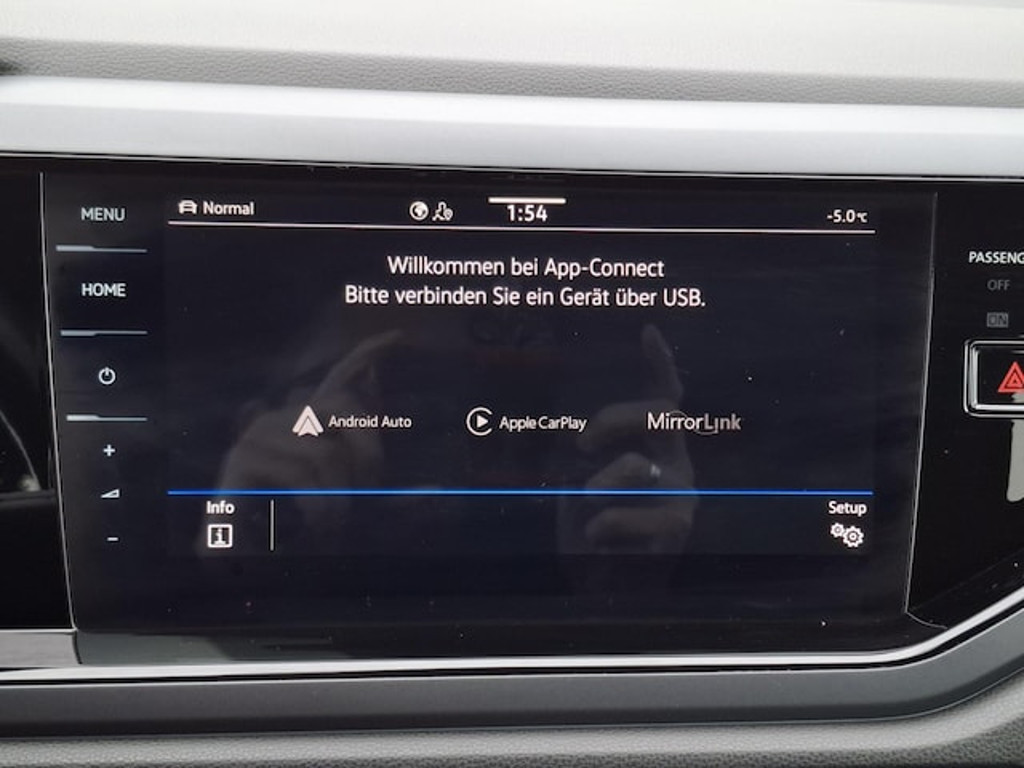 MENU
HOME
Normal
1:54
-5.0°C
Willkommen bei App-Connect
Bitte verbinden Sie ein Gerät über USB.
Android Auto
Apple CarPlay
MirrorLink
Info
Setup
PASSENG
OFF
ON